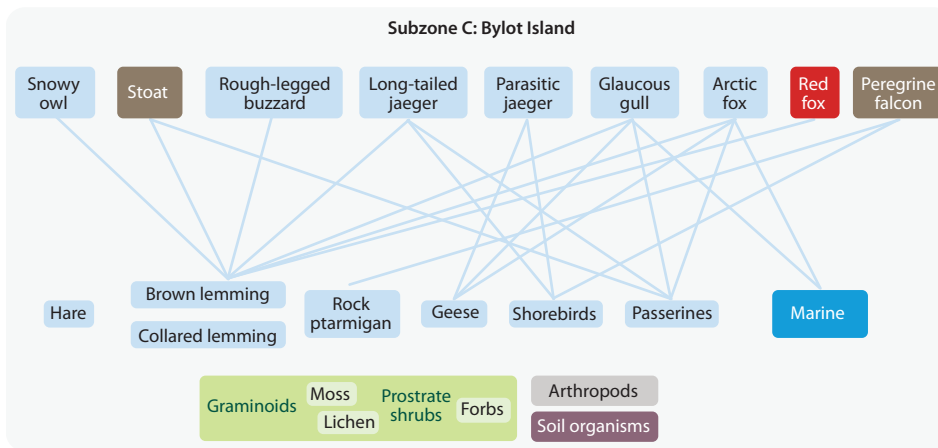 Subzone C: Bylot Island
Snowy
owl
Stoat
Rough-legged
buzzard
Long-tailed
jaeger
Parasitic
jaeger
Glaucous
gull
Arctic
fox
Red
fox
Peregrine
falcon
Hare
Brown lemming
Collared lemming
Rock
ptarmigan
Geese
Shorebirds
Passerines
Marine
Graminoids
Moss
Lichen
Prostrate
shrubs
Forbs
Arthropods
Soil organisms